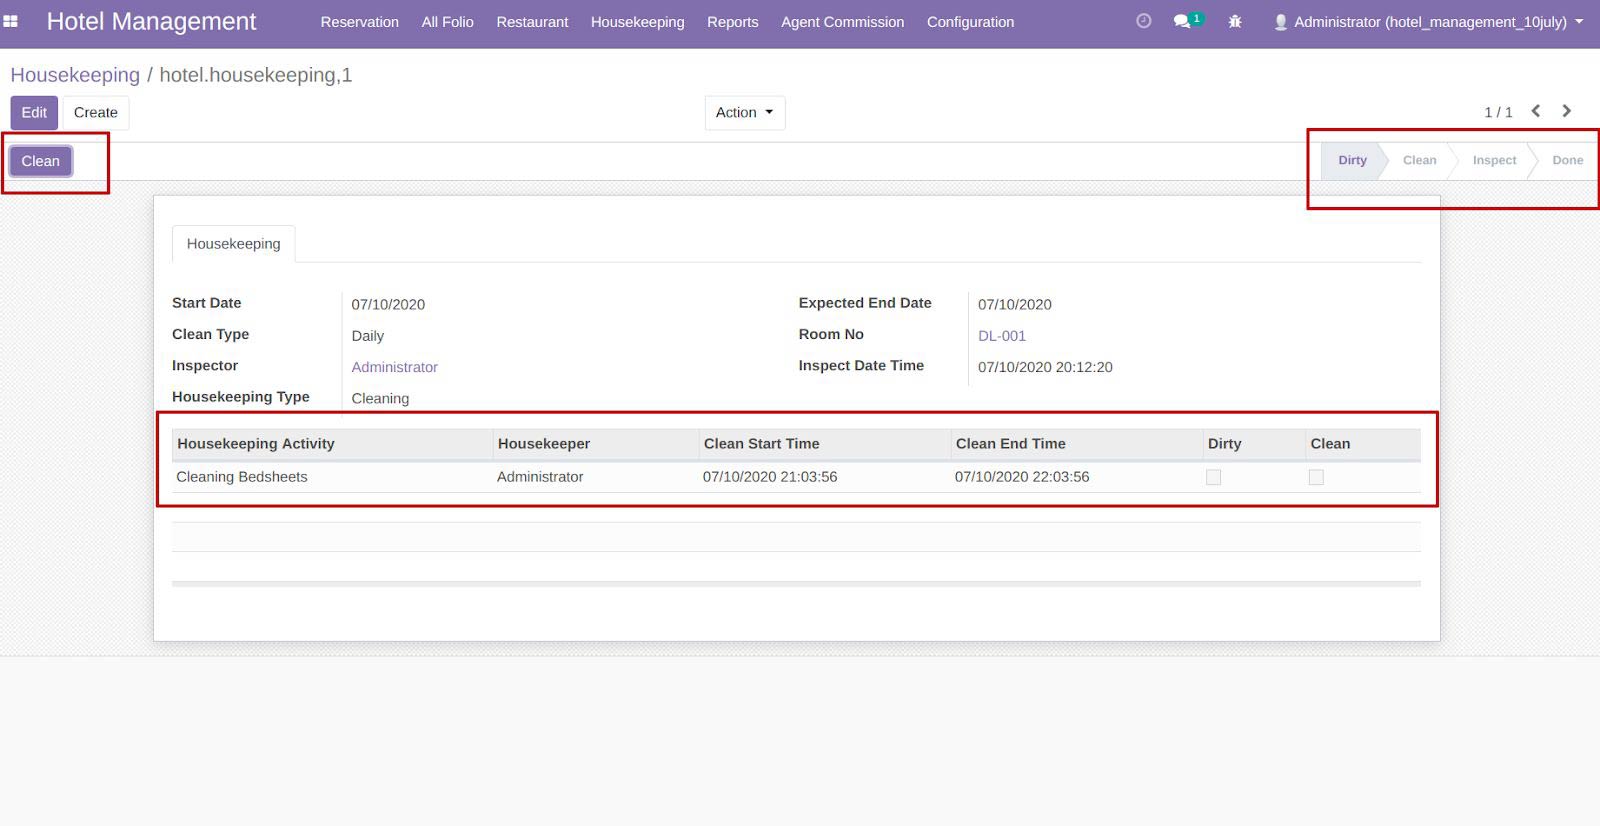 Hotel Management Reservation All Folio Restaurant Housekeeping Reports Agent Commission Configuration 1 Administrator (hotel_management_10july)
Housekeeping / hotel.housekeeping,1
Edit Create Action 1 / 1
Clean Dirty Clean Inspect Done
Housekeeping
Start Date 07/10/2020 Expected End Date 07/10/2020
Clean Type Daily Room No DL-001
Inspector Administrator Inspect Date Time 07/10/2020 20:12:20
Housekeeping Type Cleaning
Housekeeping Activity Housekeeper Clean Start Time Clean End Time Dirty Clean
Cleaning Bedsheets Administrator 07/10/2020 21:03:56 07/10/2020 22:03:56